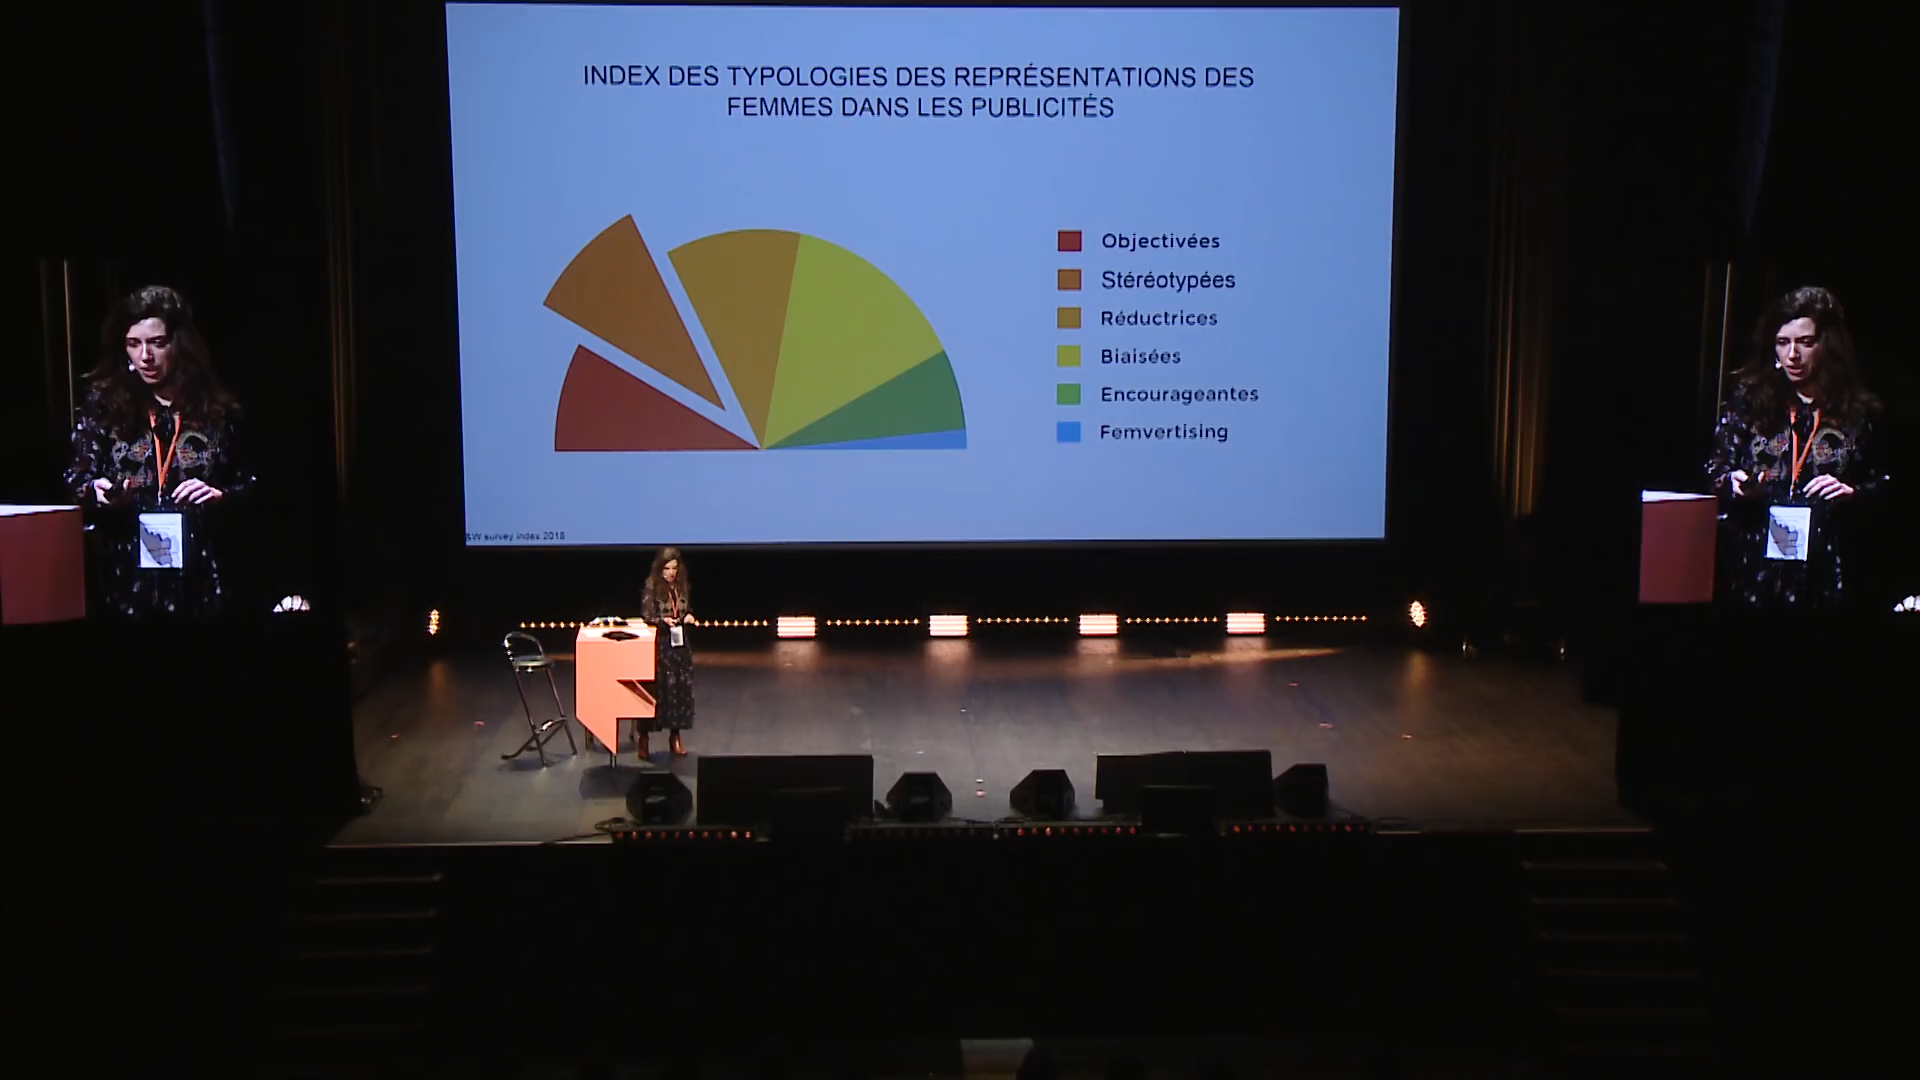 INDEX DES TYPOLOGIES DES REPRÉSENTATIONS DES
FEMMES DANS LES PUBLICITÉS
Objectivées
Stéréotypées
Réductrices
Biaisées
Encourageantes
Femvertising
&W survey index 2018